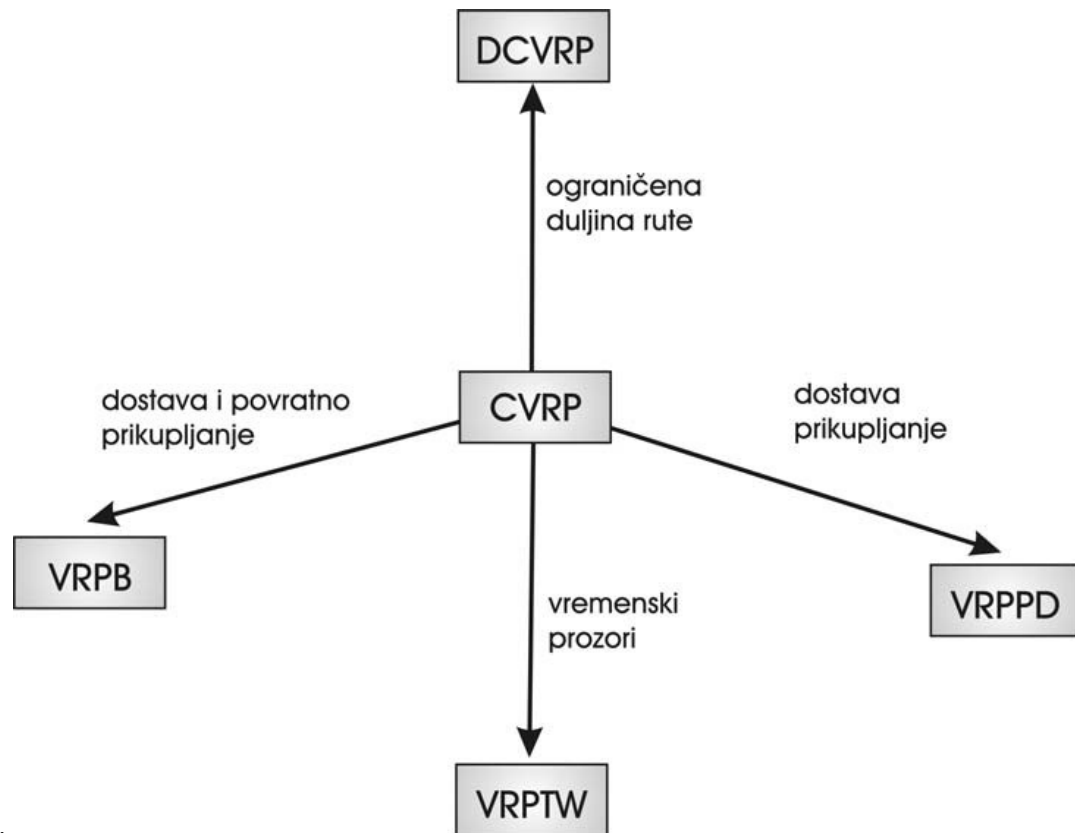 DCVRP
ograničena
duljina rute
CVRP
dostava i povratno
prikupljanje
dostava
prikupljanje
VRPB
VRPPD
vremenski
prozori
VRPTW